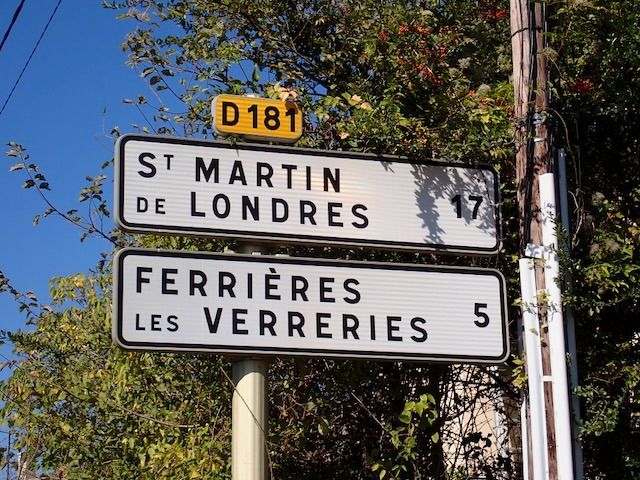 D181
ST MARTIN
DE LONDRES 17
FERRIÈRES
LES VERRERIES 5